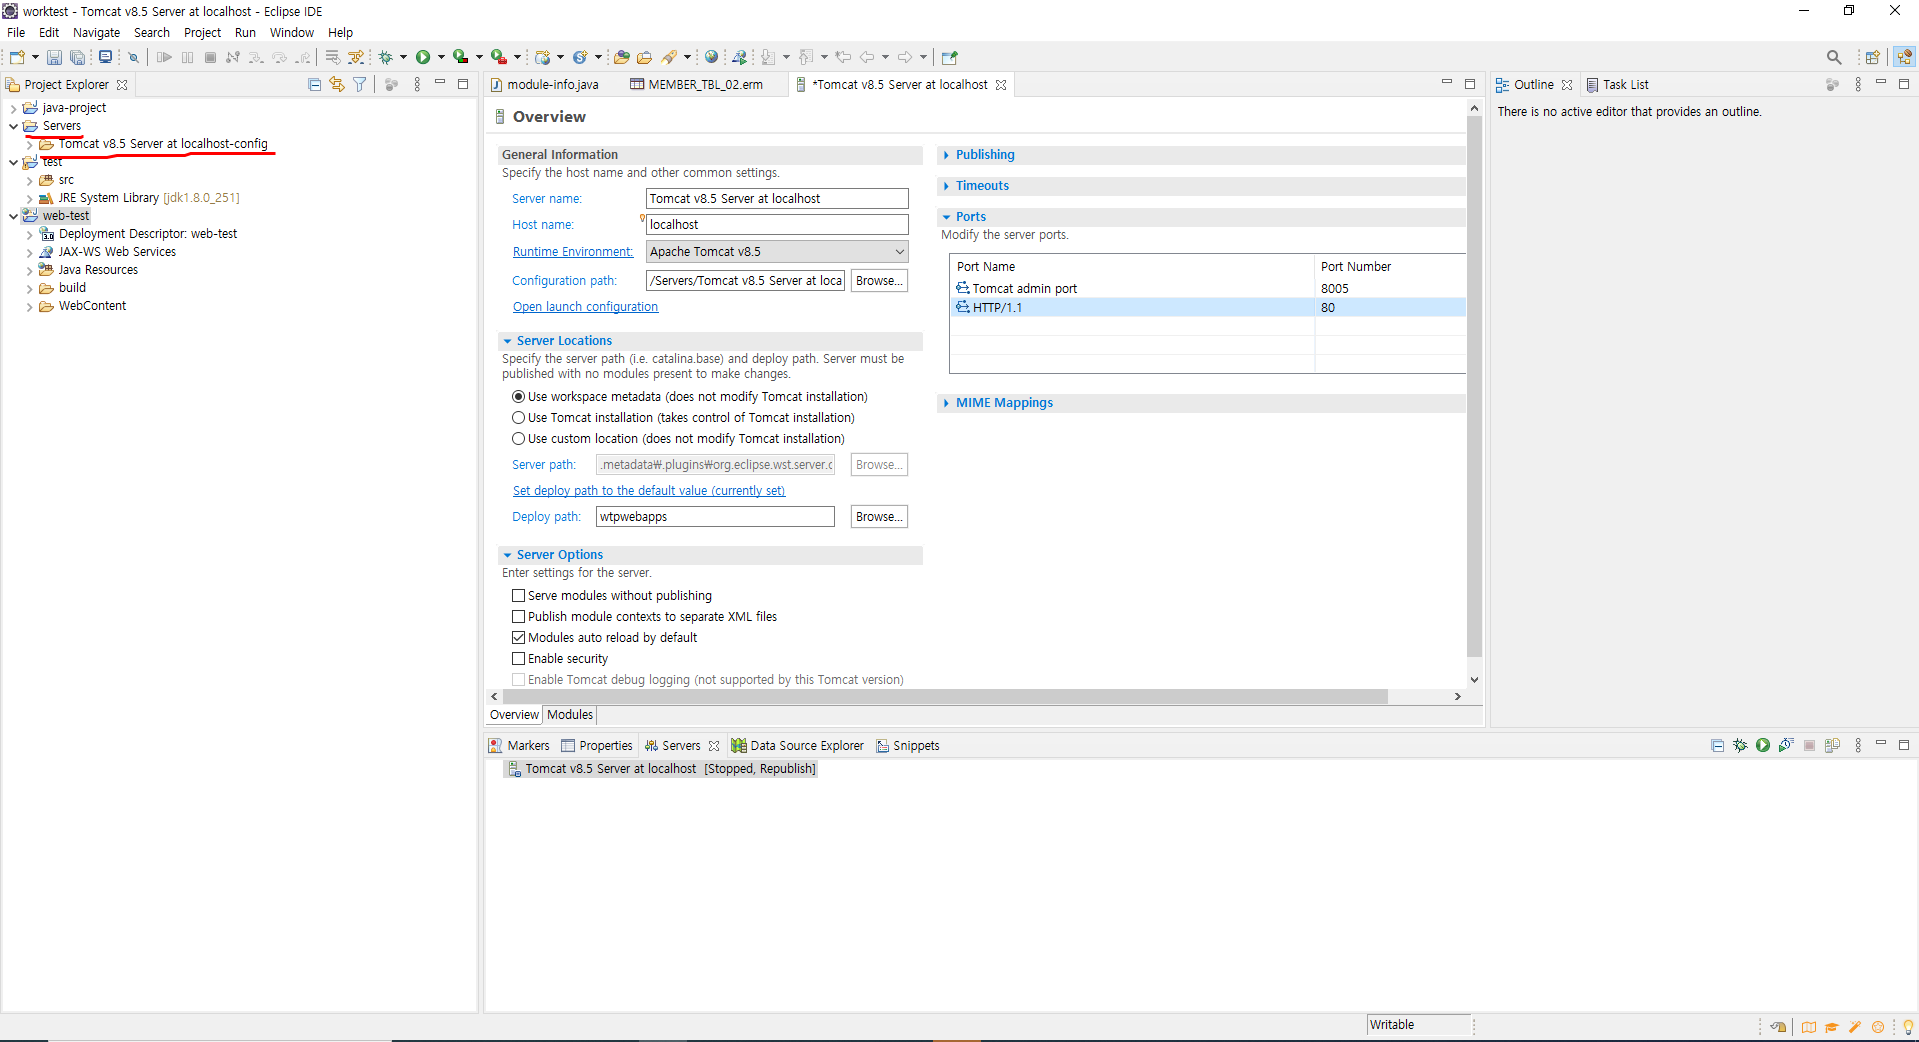 worktest - Tomcat v8.5 Server at localhost - Eclipse IDE
File Edit Navigate Search Project Run Window Help
Project Explorer
java-project
Servers
Tomcat v8.5 Server at localhost-config
test
src
JRE System Library [jdk1.8.0_251]
web-test
Deployment Descriptor: web-test
JAX-WS Web Services
Java Resources
build
WebContent
module-info.java
MEMBER_TBL_02.erm
*Tomcat v8.5 Server at localhost
Overview
General Information
Specify the host name and other common settings.
Server name: Tomcat v8.5 Server at localhost
Host name: localhost
Runtime Environment: Apache Tomcat v8.5
Configuration path: /Servers/Tomcat v8.5 Server at loca Browse...
Open launch configuration
Server Locations
Specify the server path (i.e. catalina.base) and deploy path. Server must be
published with no modules present to make changes.
Use workspace metadata (does not modify Tomcat installation)
Use Tomcat installation (takes control of Tomcat installation)
Use custom location (does not modify Tomcat installation)
Server path: .metadata₩.plugins₩org.eclipse.wst.server.c Browse...
Set deploy path to the default value (currently set)
Deploy path: wtpwebapps Browse...
Server Options
Enter settings for the server.
Serve modules without publishing
Publish module contexts to separate XML files
Modules auto reload by default
Enable security
Enable Tomcat debug logging (not supported by this Tomcat version)
Publishing
Timeouts
Ports
Modify the server ports.
Port Name Port Number
Tomcat admin port 8005
HTTP/1.1 80
MIME Mappings
Overview Modules
Outline Task List
There is no active editor that provides an outline.
Markers Properties Servers Data Source Explorer Snippets
Tomcat v8.5 Server at localhost [Stopped, Republish]
Writable